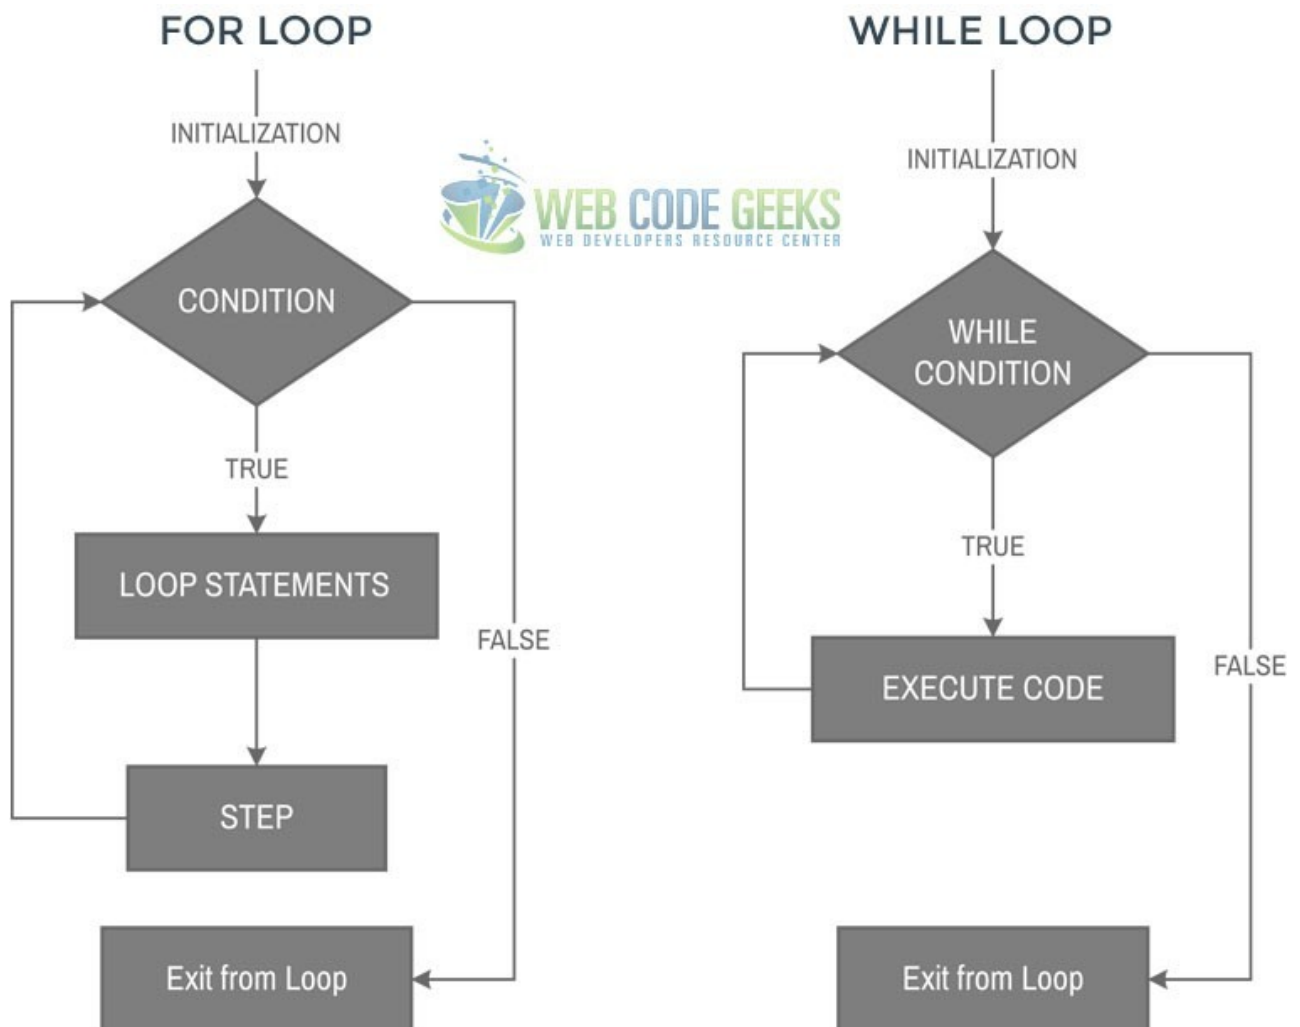 FOR LOOP
INITIALIZATION
CONDITION
TRUE
LOOP STATEMENTS
FALSE
STEP
Exit from Loop
WEB CODE GEEKS
WEB DEVELOPERS RESOURCE CENTER
WHILE LOOP
INITIALIZATION
WHILE
CONDITION
TRUE
EXECUTE CODE
FALSE
Exit from Loop